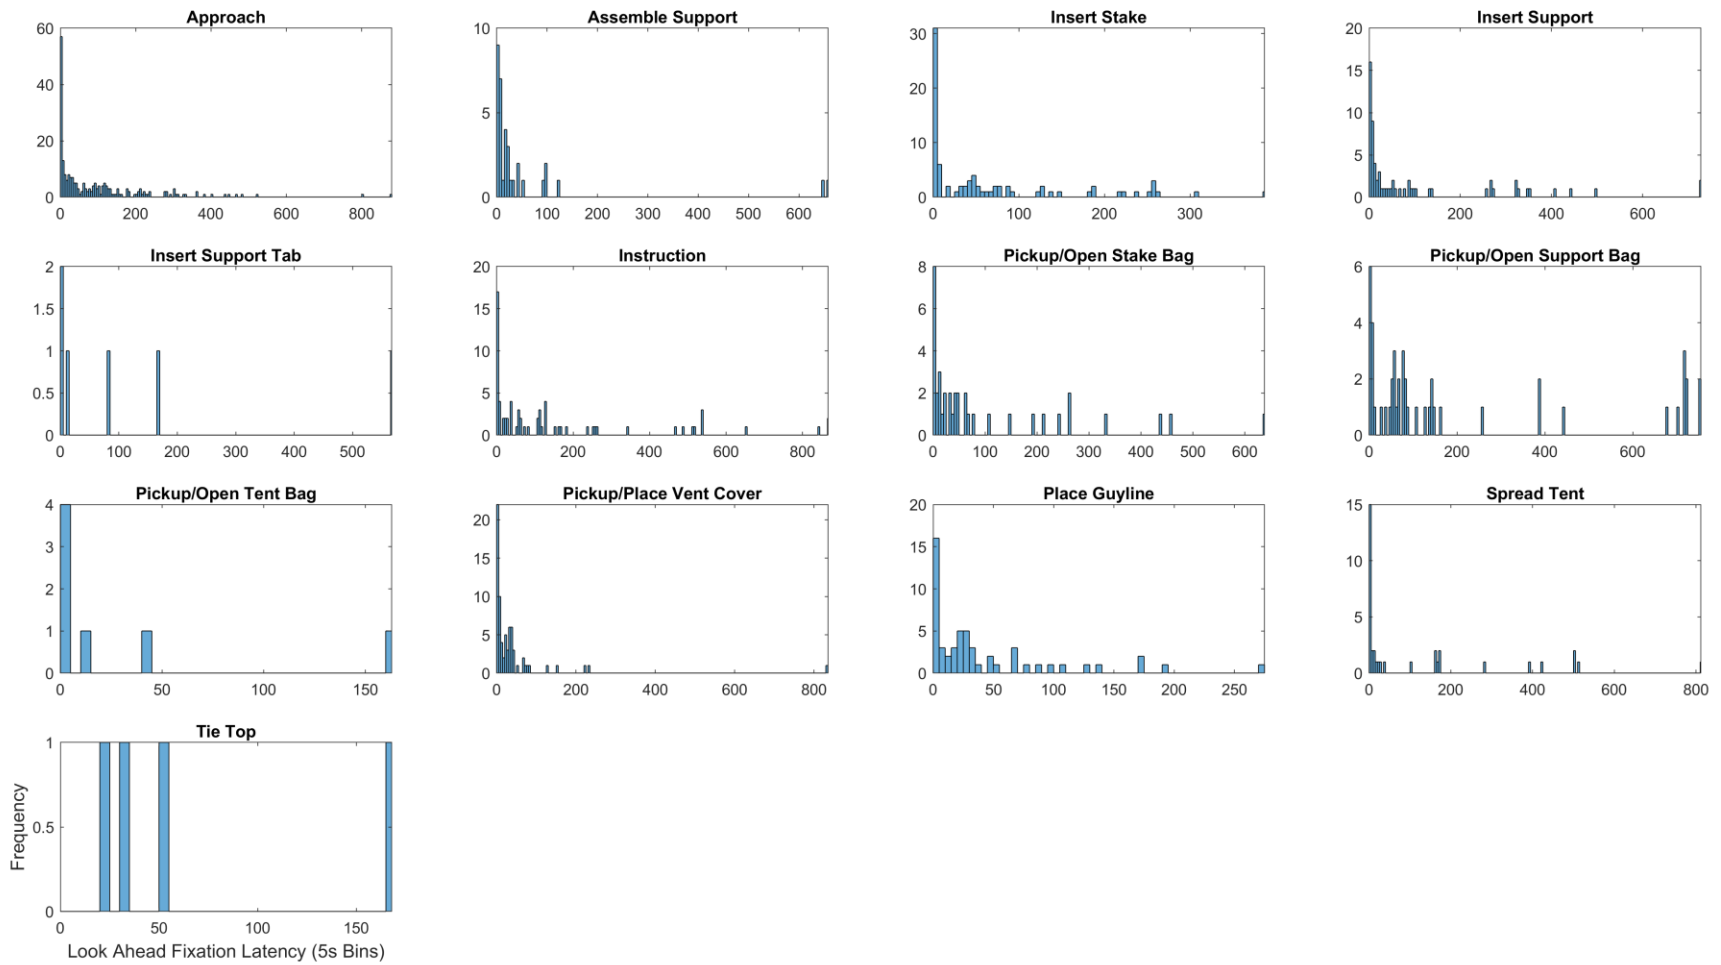 Approach
60
40
20
0
0 200 400 600 800
Assemble Support
10
5
0
0 100 200 300 400 500 600
Insert Stake
30
20
10
0
0 100 200 300
Insert Support
20
15
10
5
0
0 200 400 600
Insert Support Tab
2
1.5
1
0.5
0
0 100 200 300 400 500
Instruction
20
15
10
5
0
0 200 400 600 800
Pickup/Open Stake Bag
8
6
4
2
0
0 100 200 300 400 500 600
Pickup/Open Support Bag
6
4
2
0
0 200 400 600
Pickup/Open Tent Bag
4
3
2
1
0
0 50 100 150
Pickup/Place Vent Cover
20
15
10
5
0
0 200 400 600 800
Place Guyline
20
15
10
5
0
0 50 100 150 200 250
Spread Tent
15
10
5
0
0 200 400 600 800
Tie Top
1
0.5
0
0 50 100 150
Frequency
Look Ahead Fixation Latency (5s Bins)